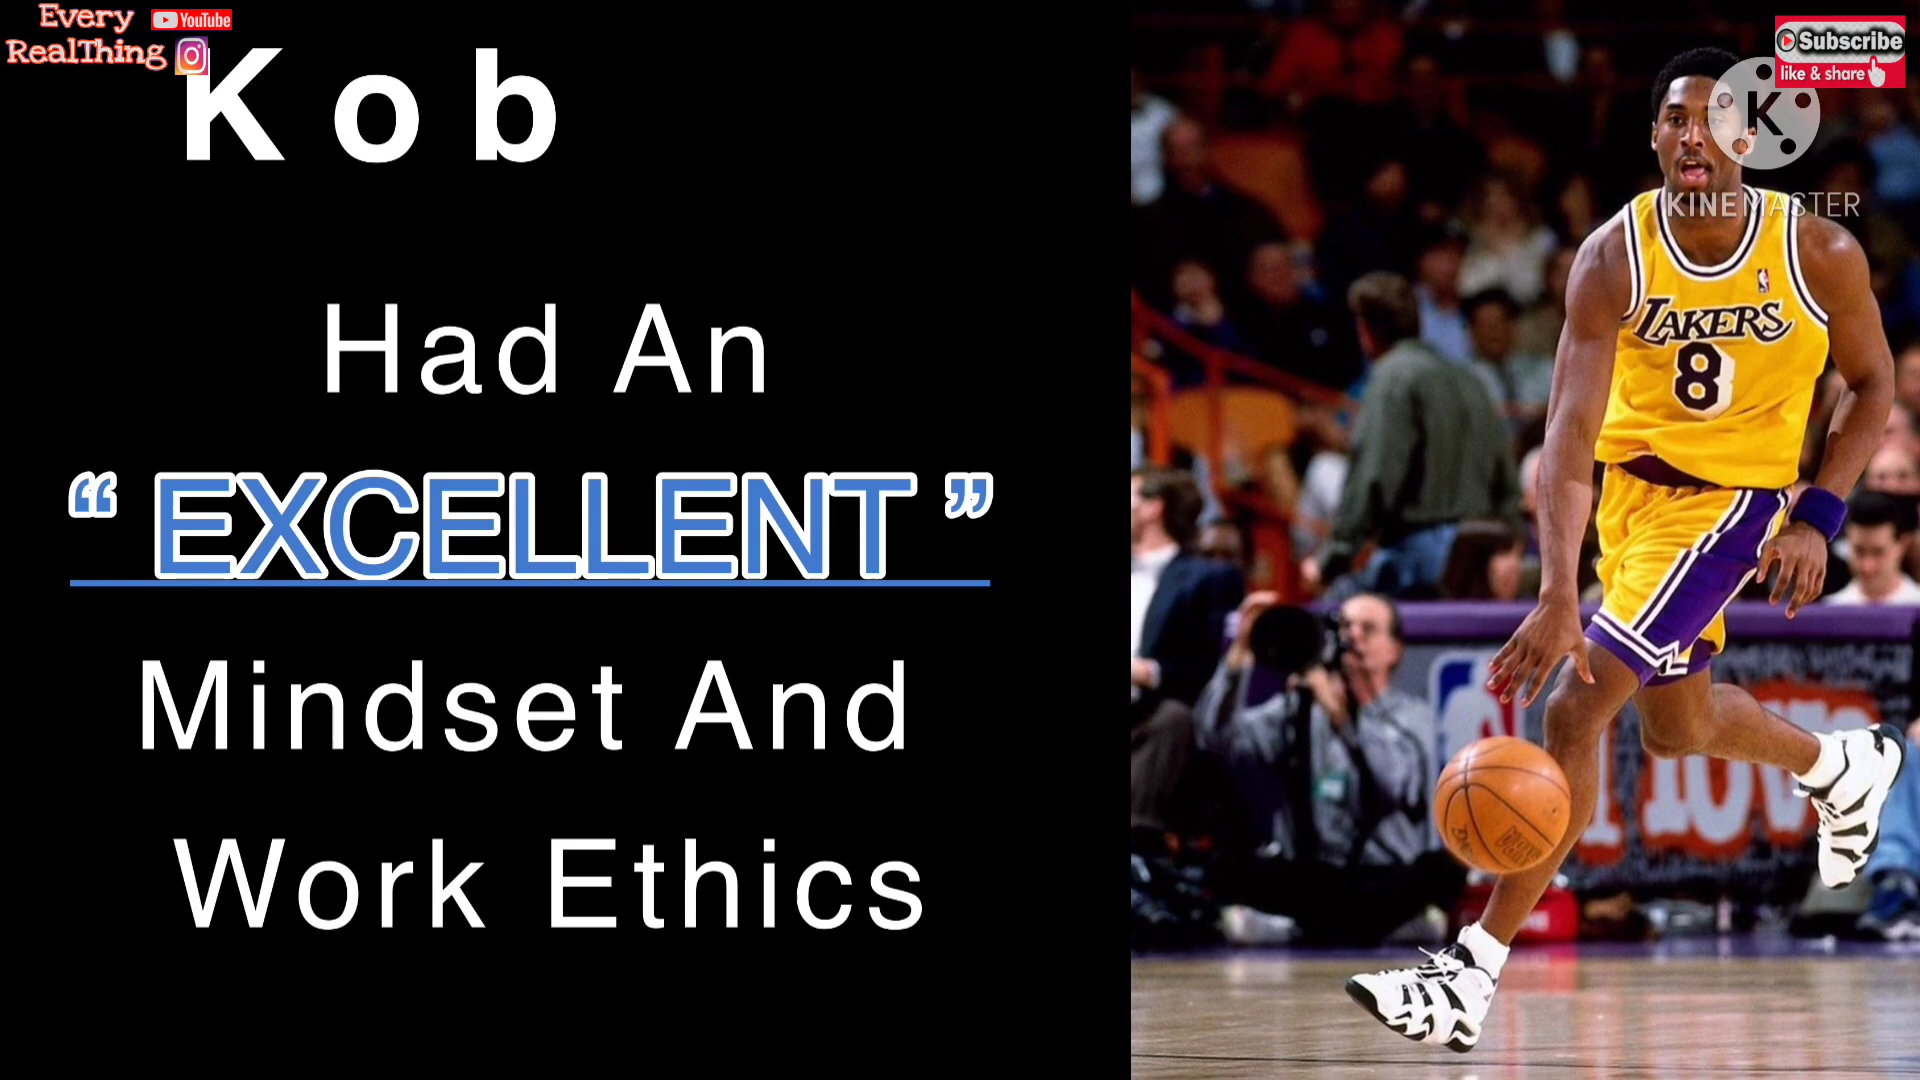 Every
RealThing
YouTube
Kob
Had An
“ EXCELLENT ”
Mindset And
Work Ethics
Subscribe
like & share
K
KINEMASTER
LAKERS
8